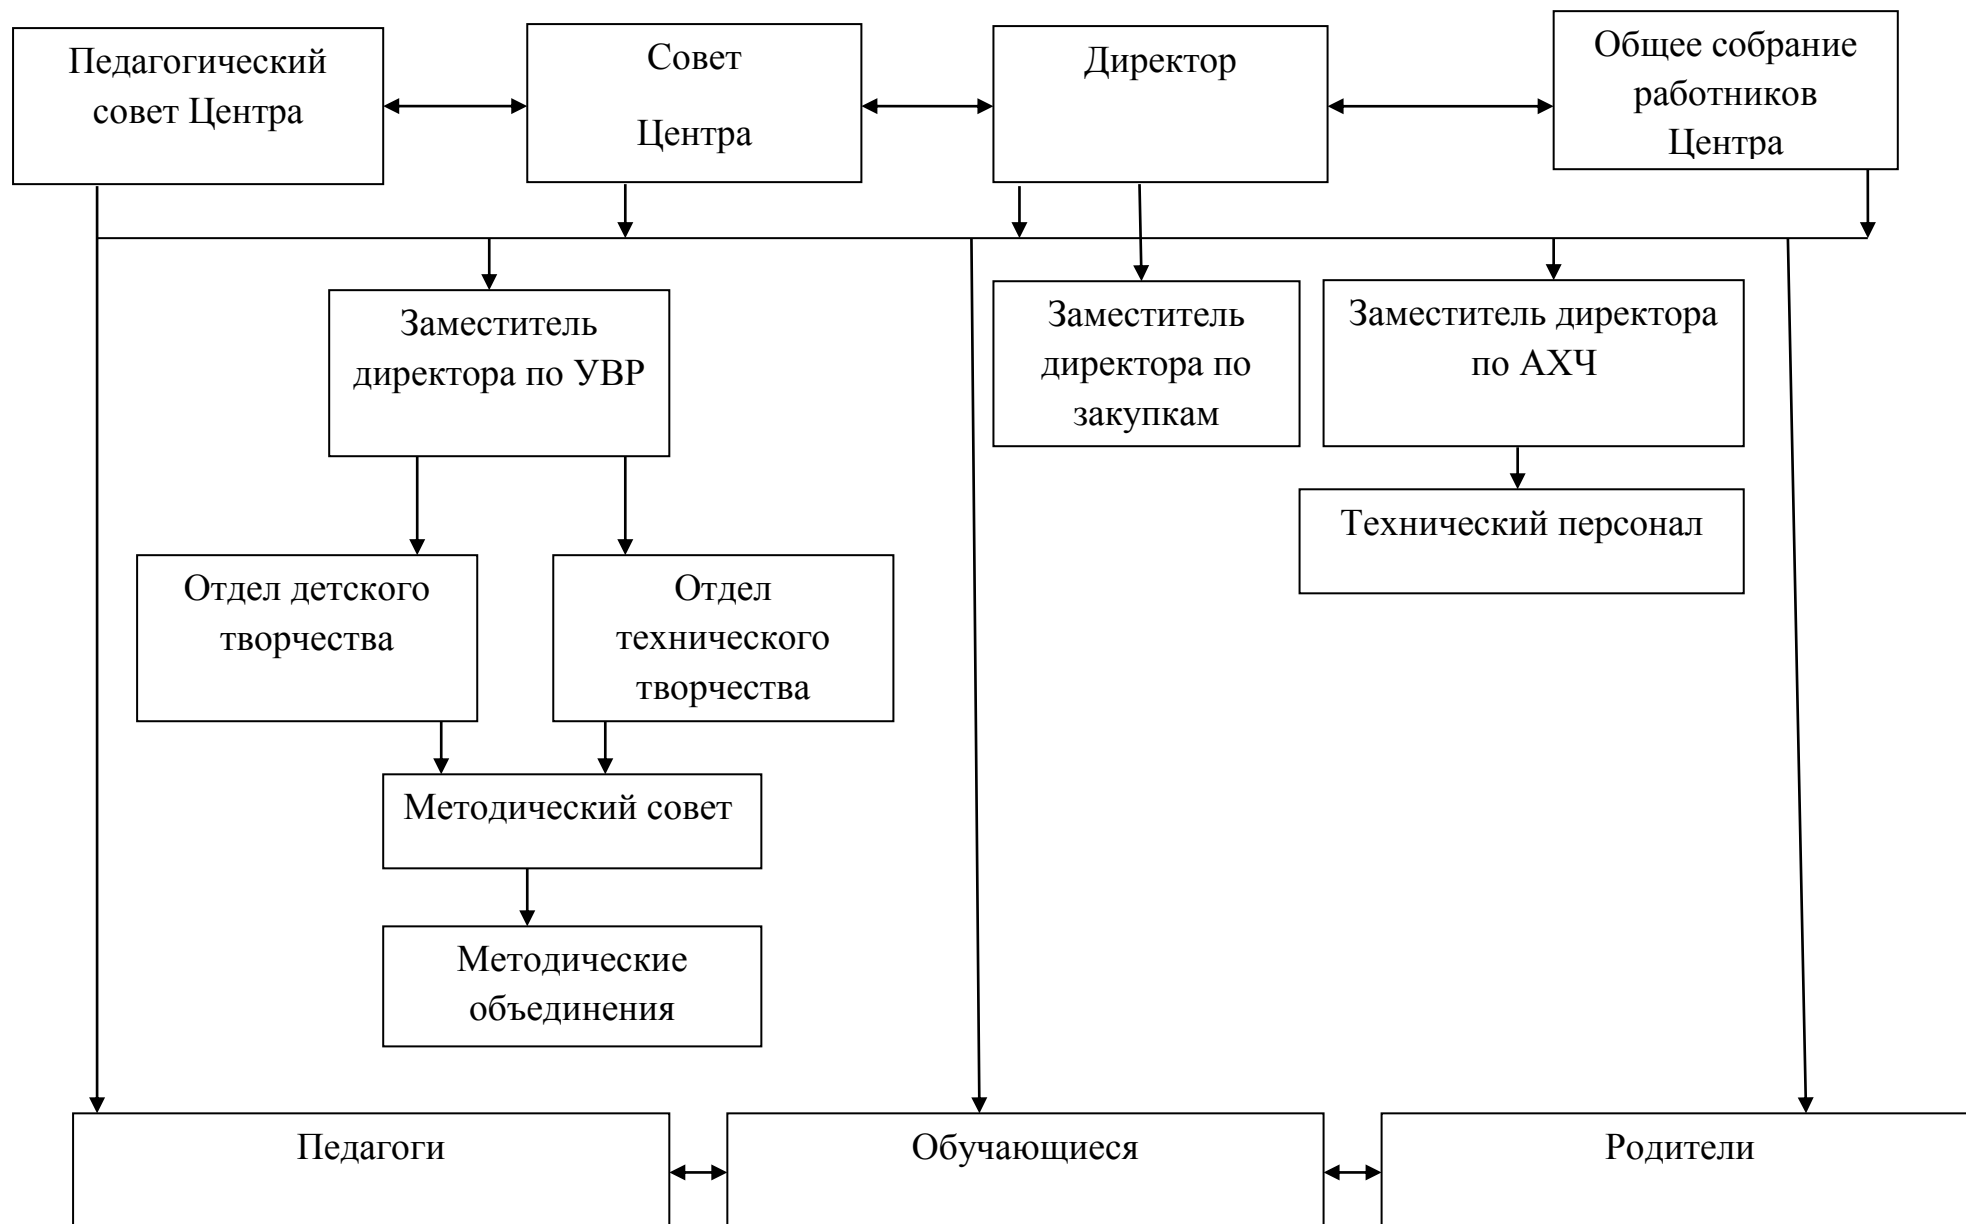 Педагогический
совет Центра
Совет
Центра
Директор
Общее собрание
работников
Центра
Заместитель
директора по УВР
Заместитель
директора по
закупкам
Заместитель директора
по АХЧ
Технический персонал
Отдел детского
творчества
Отдел
технического
творчества
Методический совет
Методические
объединения
Педагоги
Обучающиеся
Родители